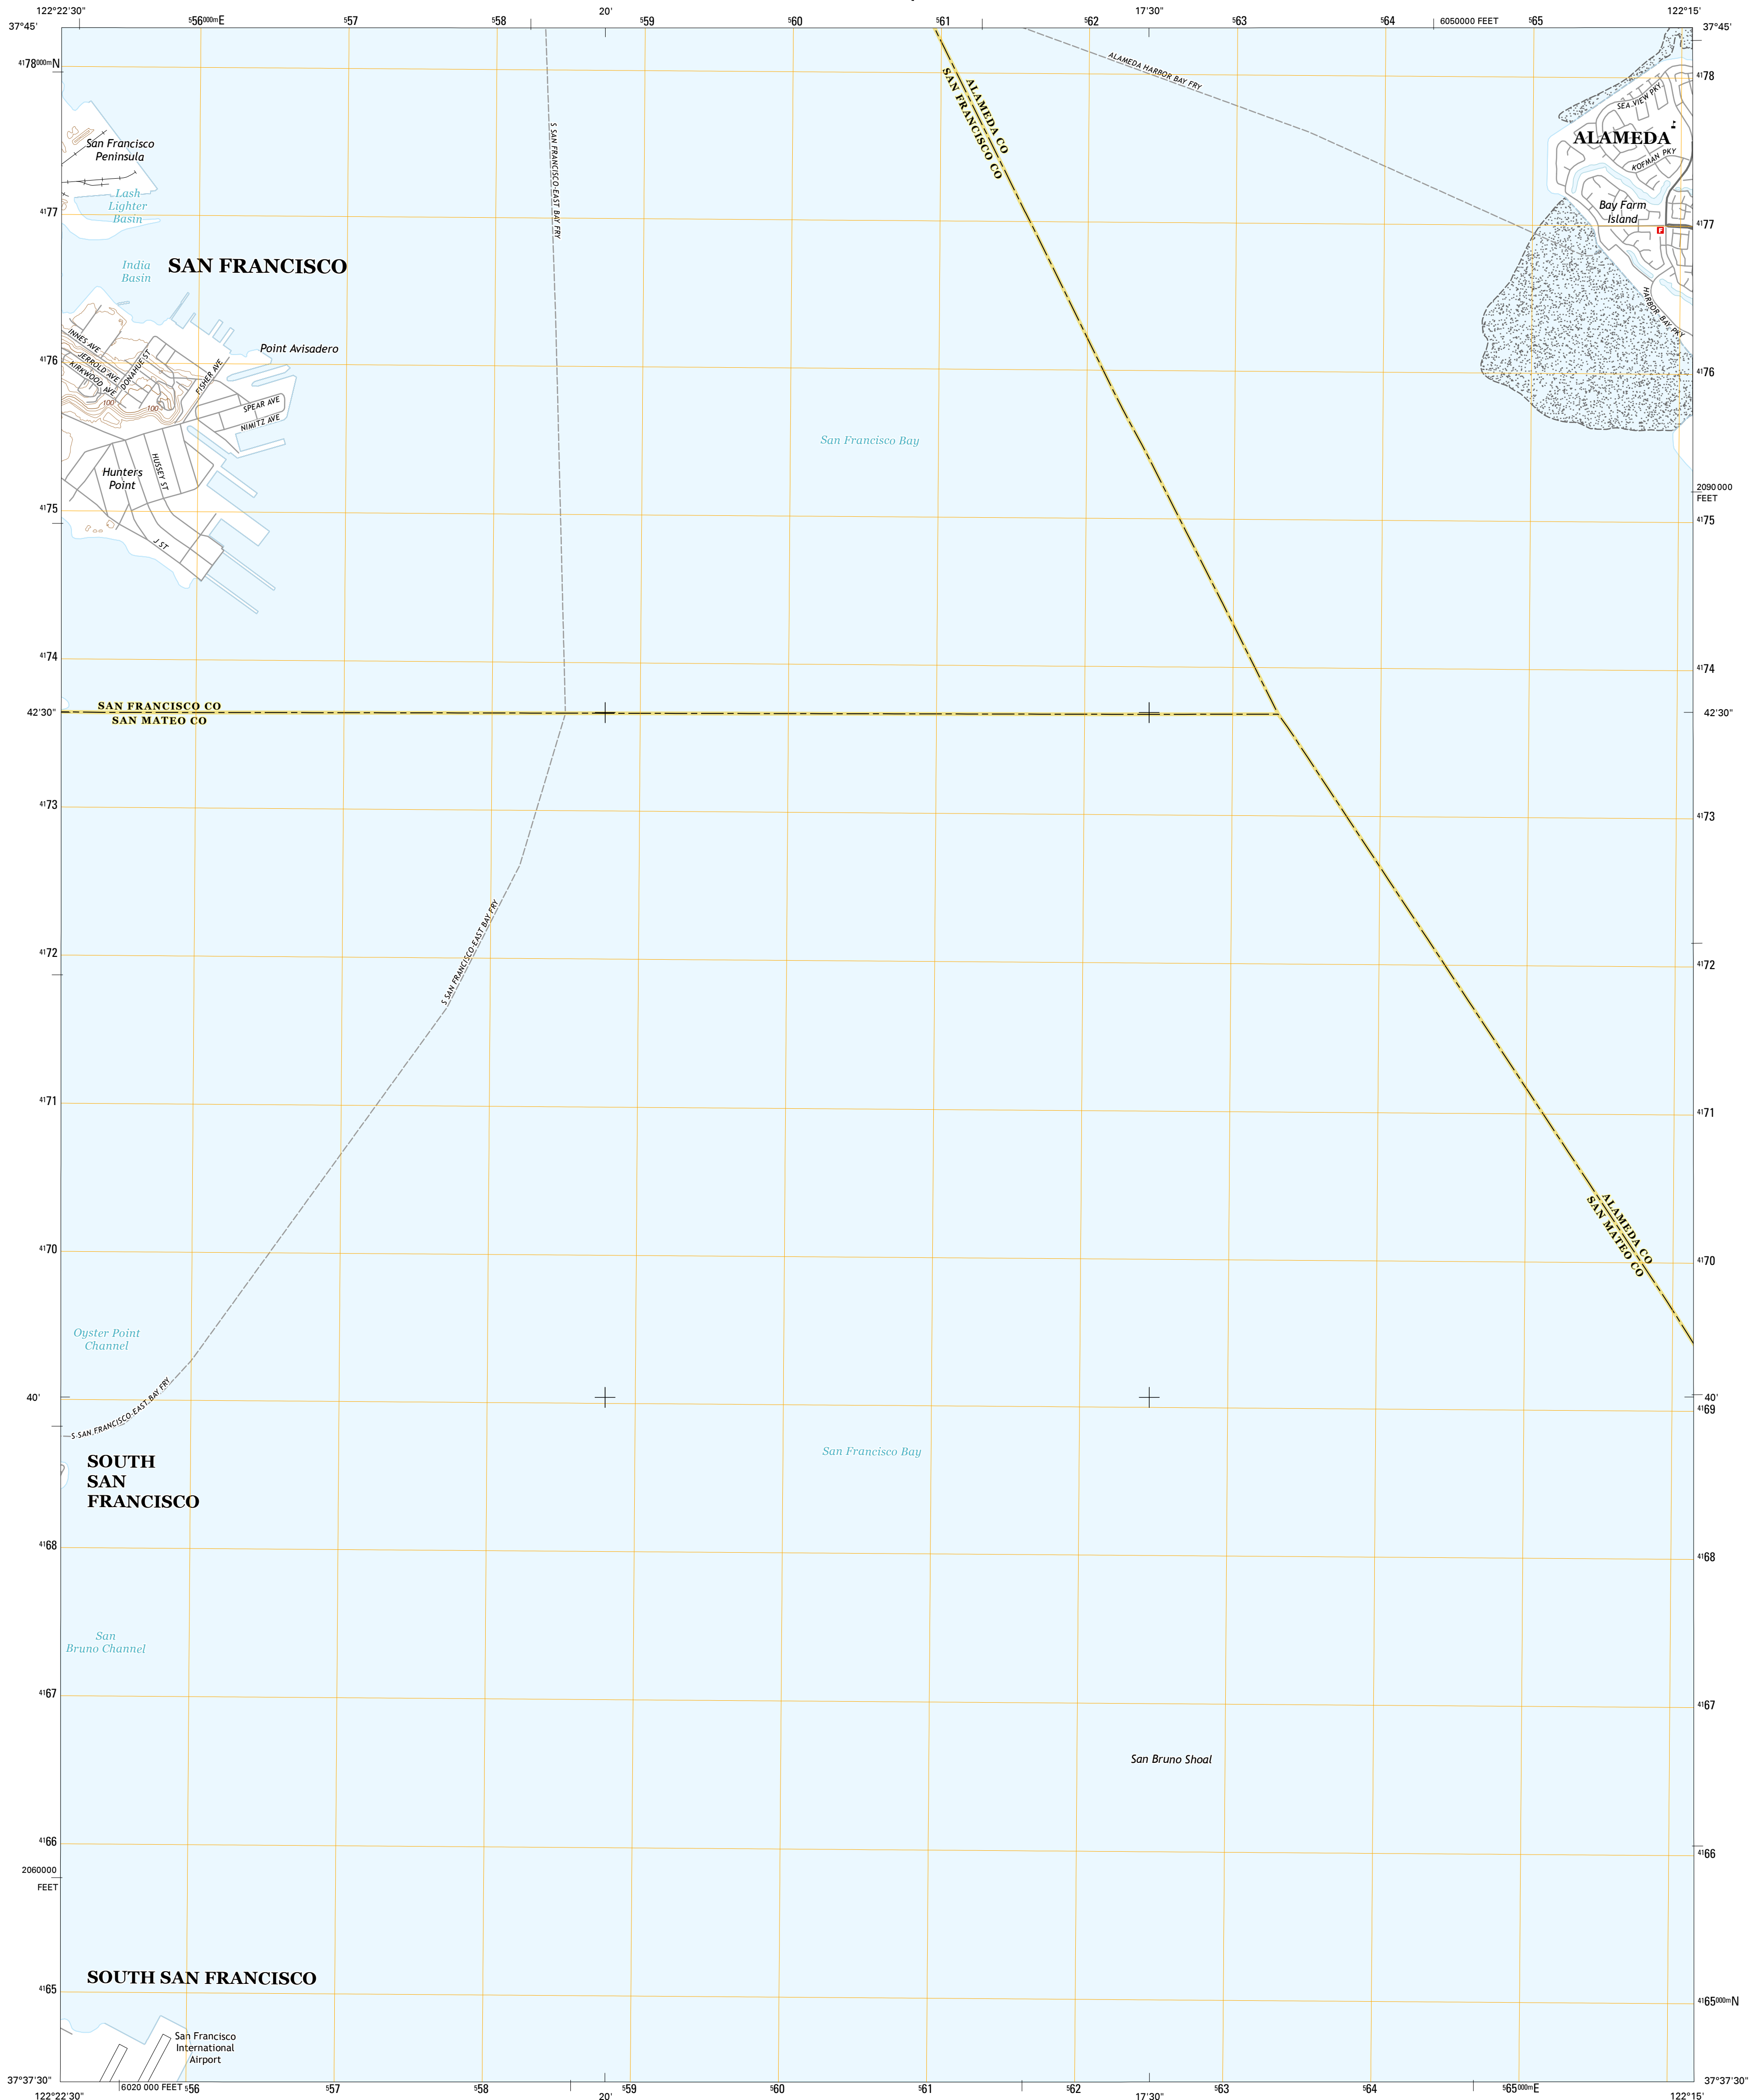 122°22'30"
⁵56⁰⁰⁰ᵐE
⁵57
⁵58
20'
⁵59
⁵60
⁵61
⁵62
17'30"
⁵63
⁵64
6050000 FEET
⁵65
122°15'
37°45'
37°45'
⁴¹78⁰⁰⁰ᵐN
⁴¹78
ALAMEDA HARBOR BAY FRY
ALAMEDA CO
SAN FRANCISCO CO
SEA VIEW PKY
ALAMEDA
KOFMAN PKY
San Francisco
Peninsula
S SAN FRANCISCO-EAST BAY FRY
Lash
Lighter
Basin
Bay Farm
Island
F
⁴¹77
⁴¹77
India
Basin
SAN FRANCISCO
HARBOR BAY PKY
INNES AVE
JERROLD AVE
KIRKWOOD AVE
DONAHUE ST
FISHER AVE
Point Avisadero
⁴¹76
⁴¹76
100
100
SPEAR AVE
NIMITZ AVE
San Francisco Bay
Hunters
Point
HUSSEY ST
2090000
FEET
⁴¹75
⁴¹75
J ST
⁴¹74
⁴¹74
SAN FRANCISCO CO
SAN MATEO CO
42'30"
42'30"
⁴¹73
⁴¹73
S SAN FRANCISCO-EAST BAY FRY
⁴¹72
⁴¹72
⁴¹71
⁴¹71
ALAMEDA CO
SAN MATEO CO
⁴¹70
⁴¹70
Oyster Point
Channel
40'
40'
⁴¹69
S SAN FRANCISCO-EAST BAY FRY
San Francisco Bay
SOUTH
SAN
FRANCISCO
⁴¹68
⁴¹68
San
Bruno Channel
⁴¹67
⁴¹67
San Bruno Shoal
⁴¹66
⁴¹66
2060000
FEET
SOUTH SAN FRANCISCO
⁴¹65
⁴¹65⁰⁰⁰ᵐN
San Francisco
International
Airport
37°37'30"
37°37'30"
122°22'30"
6020 000 FEET
⁵56
⁵57
⁵58
20'
⁵59
⁵60
⁵61
⁵62
17'30"
⁵63
⁵64
⁵65⁰⁰⁰ᵐE
122°15'